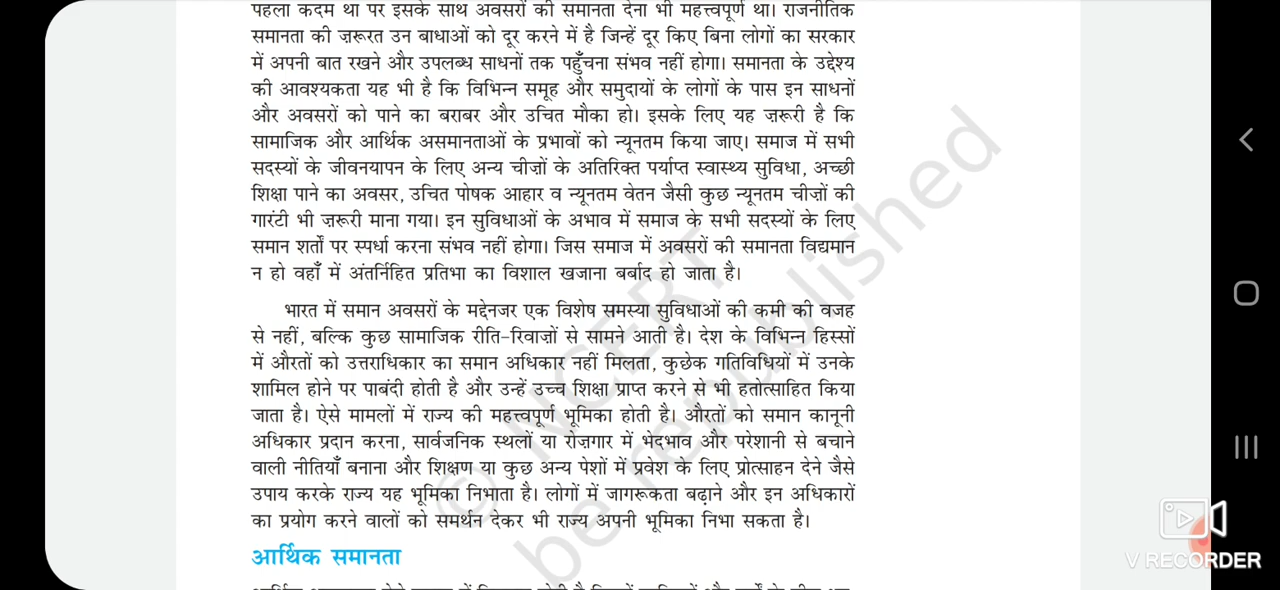 पहला कदम था पर इसके साथ अवसरों की समानता देना भी महत्त्वपूर्ण था। राजनीतिक
समानता की ज़रूरत उन बाधाओं को दूर करने में है जिन्हें दूर किए बिना लोगों का सरकार
में अपनी बात रखने और उपलब्ध साधनों तक पहुँचना संभव नहीं होगा। समानता के उद्देश्य
की आवश्यकता यह भी है कि विभिन्न समूह और समुदायों के लोगों के पास इन साधनों
और अवसरों को पाने का बराबर और उचित मौका हो। इसके लिए यह ज़रूरी है कि
सामाजिक और आर्थिक असमानताओं के प्रभावों को न्यूनतम किया जाए। समाज में सभी
सदस्यों के जीवनयापन के लिए अन्य चीज़ों के अतिरिक्त पर्याप्त स्वास्थ्य सुविधा, अच्छी
शिक्षा पाने का अवसर, उचित पोषक आहार व न्यूनतम वेतन जैसी कुछ न्यूनतम चीज़ों की
गारंटी भी ज़रूरी माना गया। इन सुविधाओं के अभाव में समाज के सभी सदस्यों के लिए
समान शर्तों पर स्पर्धा करना संभव नहीं होगा। जिस समाज में अवसरों की समानता विद्यमान
न हो वहाँ में अंतर्निहित प्रतिभा का विशाल खजाना बर्बाद हो जाता है।
भारत में समान अवसरों के मद्देनजर एक विशेष समस्या सुविधाओं की कमी की वजह
से नहीं, बल्कि कुछ सामाजिक रीति-रिवाज़ों से सामने आती है। देश के विभिन्न हिस्सों
में औरतों को उत्तराधिकार का समान अधिकार नहीं मिलता, कुछेक गतिविधियों में उनके
शामिल होने पर पाबंदी होती है और उन्हें उच्च शिक्षा प्राप्त करने से भी हतोत्साहित किया
जाता है। ऐसे मामलों में राज्य की महत्त्वपूर्ण भूमिका होती है। औरतों को समान कानूनी
अधिकार प्रदान करना, सार्वजनिक स्थलों या रोज़गार में भेदभाव और परेशानी से बचाने
वाली नीतियाँ बनाना और शिक्षण या कुछ अन्य पेशों में प्रवेश के लिए प्रोत्साहन देने जैसे
उपाय करके राज्य यह भूमिका निभाता है। लोगों में जागरूकता बढ़ाने और इन अधिकारों
का प्रयोग करने वालों को समर्थन देकर भी राज्य अपनी भूमिका निभा सकता है।
आर्थिक समानता
© NCERT
be republished
V RECORDER